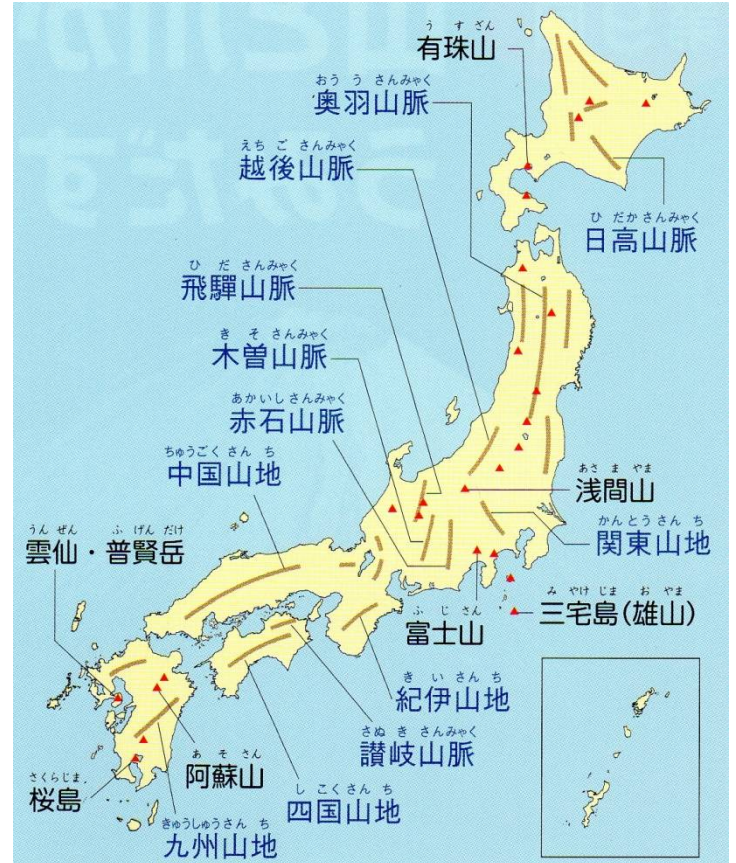 う す ざん
有珠山
おう う さんみゃく
奥羽山脈
えち ご さんみゃく
越後山脈
ひ だか さんみゃく
日高山脈
ひ だ さんみゃく
飛驒山脈
き そ さんみゃく
木曽山脈
あかいし さんみゃく
赤石山脈
ちゅうごく さん ち
中国山地
あさ ま やま
浅間山
かんとう さん ち
関東山地
うん ぜん ふ げん だけ
雲仙・普賢岳
み やけ じま お やま
三宅島(雄山)
ふ じ さん
富士山
き い さん ち
紀伊山地
さぬ き さんみゃく
讃岐山脈
あ そ さん
阿蘇山
さくらじま
桜島
し こく さん ち
四国山地
きゅうしゅう さん ち
九州山地